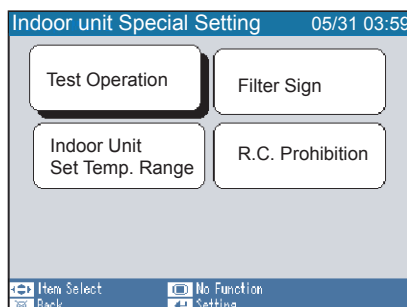 Indoor unit Special Setting 05/31 03:59
Test Operation Filter Sign
Indoor Unit
Set Temp. Range R.C. Prohibition
Item Select No Function
Back Setting